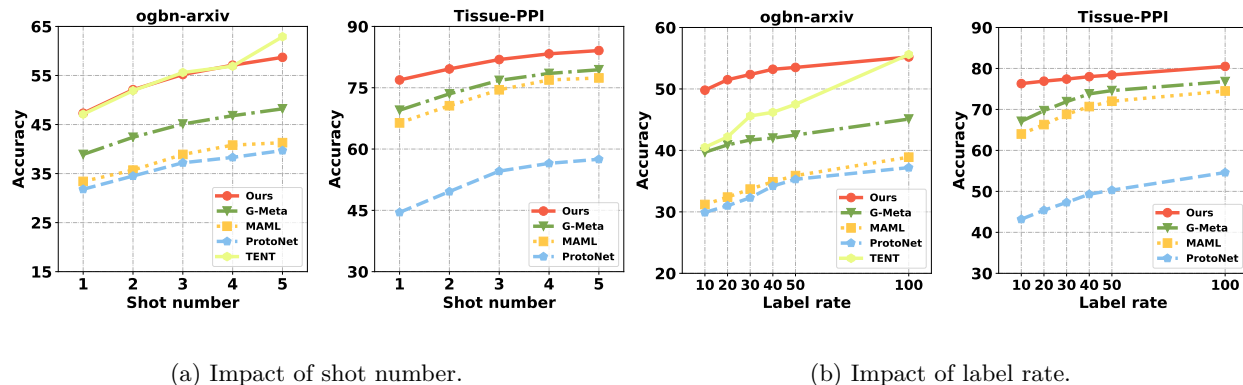 ogbn-arxiv
65
55
45
35
25
15
Accuracy
1 2 3 4 5
Shot number
Ours
G-Meta
MAML
ProtoNet
TENT
Tissue-PPI
90
75
60
45
30
Accuracy
1 2 3 4 5
Shot number
Ours
G-Meta
MAML
ProtoNet
(a) Impact of shot number.
ogbn-arxiv
60
50
40
30
20
Accuracy
10 20 30 40 50 100
Label rate
Ours
G-Meta
MAML
ProtoNet
TENT
Tissue-PPI
90
80
70
60
50
40
30
Accuracy
10 20 30 40 50 100
Label rate
Ours
G-Meta
MAML
ProtoNet
(b) Impact of label rate.